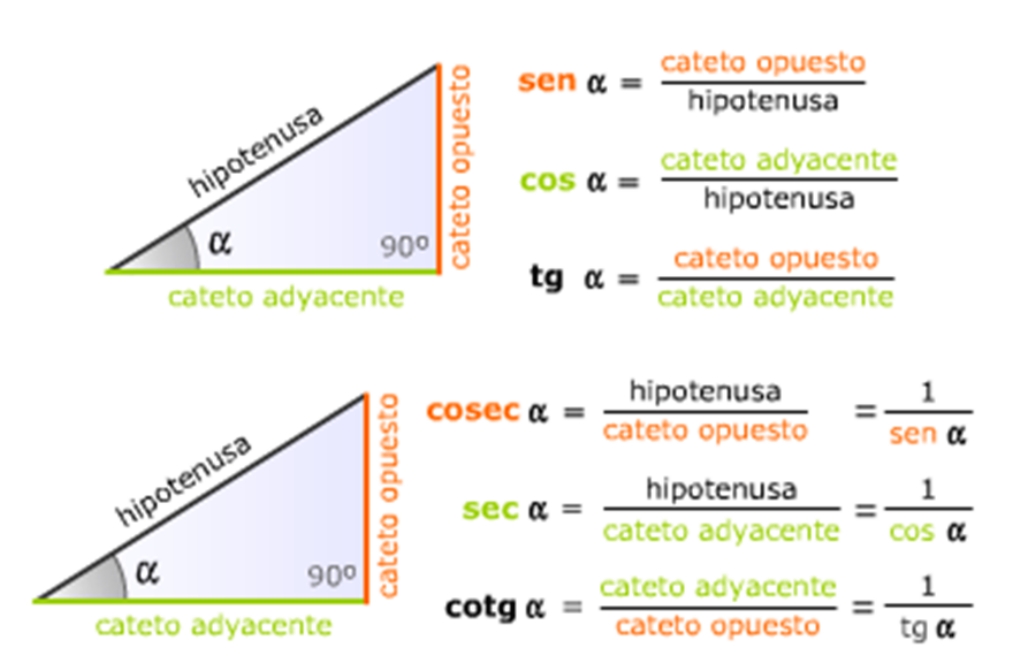 hipotenusa
α
90º
cateto opuesto
cateto adyacente
sen α = cateto opuesto / hipotenusa
cos α = cateto adyacente / hipotenusa
tg α = cateto opuesto / cateto adyacente
hipotenusa
α
90º
cateto opuesto
cateto adyacente
cosec α = hipotenusa / cateto opuesto = 1 / sen α
sec α = hipotenusa / cateto adyacente = 1 / cos α
cotg α = cateto adyacente / cateto opuesto = 1 / tg α